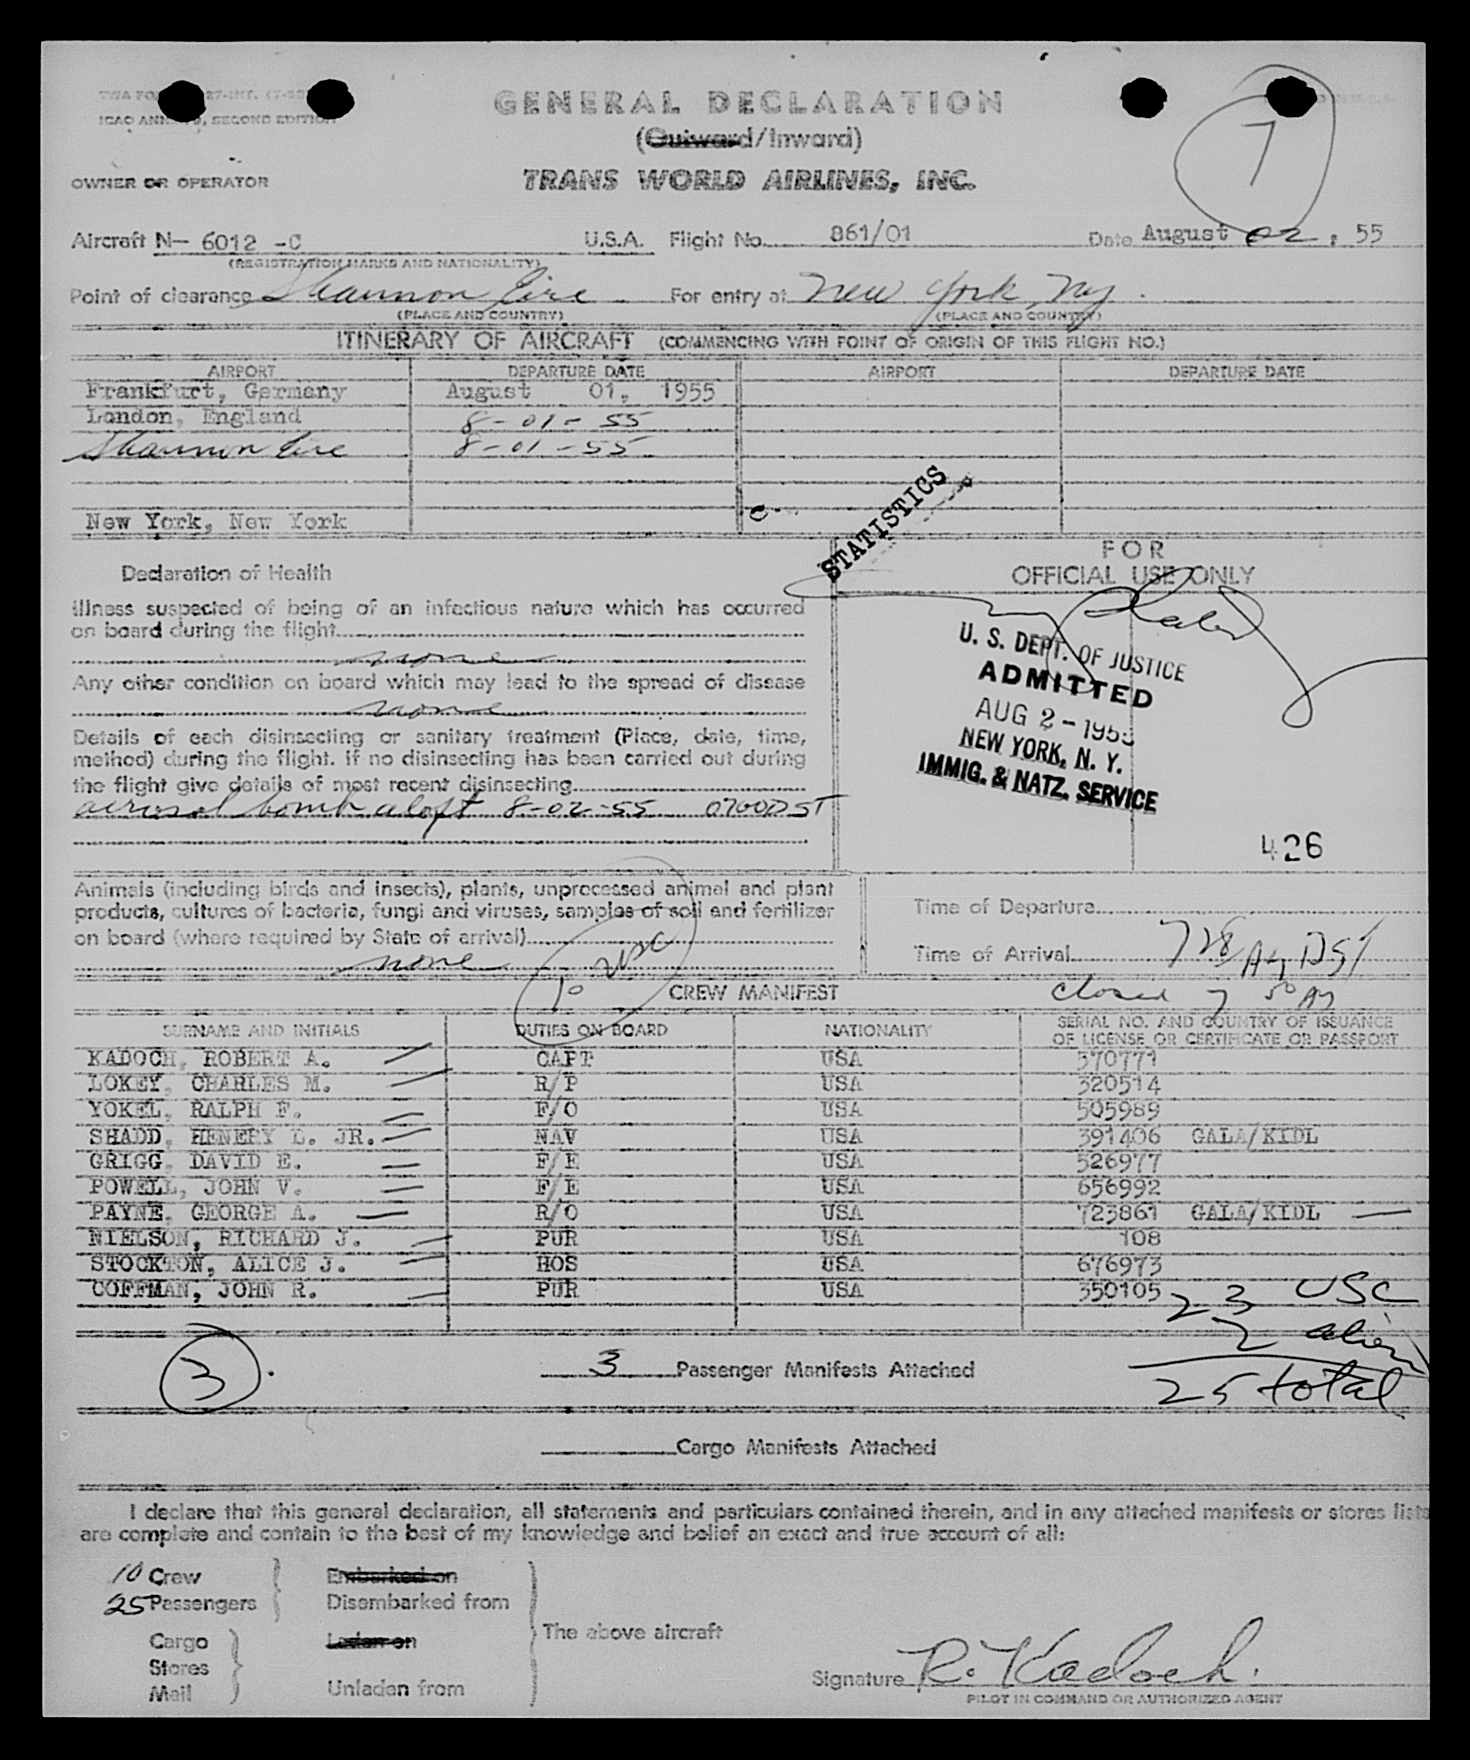 GENERAL DECLARATION
(Outward/Inward)
ICAO ANNEX 9, SECOND EDITION
7
OWNER OR OPERATOR TRANS WORLD AIRLINES, INC.
Aircraft N- 6012 -C U.S.A. Flight No. 861/01 Date August 02, 55
(REGISTRATION MARKS AND NATIONALITY)
Point of clearance Shannon Eire For entry at New York, Ny.
(PLACE AND COUNTRY) (PLACE AND COUNTRY)
ITINERARY OF AIRCRAFT (COMMENCING WITH POINT OF ORIGIN OF THIS FLIGHT NO.)
AIRPORT DEPARTURE DATE AIRPORT DEPARTURE DATE
Frankfurt, Germany August 01, 1955
London, England 8-01-55
Shannon Eire 8-01-55
New York, New York
STATISTICS
FOR
OFFICIAL USE ONLY
Declaration of Health
Illness suspected of being of an infectious nature which has occurred
on board during the flight
none
Any other condition on board which may lead to the spread of disease
none
Details of each disinsecting or sanitary treatment (Place, date, time,
method) during the flight. If no disinsecting has been carried out during
the flight give details of most recent disinsecting
aerosol bomb aloft 8-02-55 0700DST
U. S. DEPT. OF JUSTICE
ADMITTED
AUG 2 - 1955
NEW YORK, N. Y.
IMMIG. & NATZ. SERVICE
426
Animals (including birds and insects), plants, unprocessed animal and plant
products, cultures of bacteria, fungi and viruses, samples of soil and fertilizer
on board (where required by State of arrival)
none
10 USC
Time of Departure
Time of Arrival 728 AM DST
closed 7 50 AM
CREW MANIFEST
SURNAME AND INITIALS DUTIES ON BOARD NATIONALITY SERIAL NO. AND COUNTRY OF ISSUANCE
OF LICENSE OR CERTIFICATE OR PASSPORT
KADOCH, ROBERT A. CAPT USA 370771
LOKEY, CHARLES M. R/P USA 320514
YOKEL, RALPH F. F/O USA 505989
SHADD, HENERY L. JR. NAV USA 391406 GALA/KIDL
GRIGG, DAVID E. F/E USA 526977
POWELL, JOHN V. F/E USA 656992
PAYNE, GEORGE A. R/O USA 723861 GALA/KIDL
NIELSON, RICHARD J. PUR USA 108
STOCKTON, ALICE J. HOS USA 676973
COFFMAN, JOHN R. PUR USA 350105
23 USC
2 alien
25 total
3
3 Passenger Manifests Attached
Cargo Manifests Attached
I declare that this general declaration, all statements and particulars contained therein, and in any attached manifests or stores lists
are complete and contain to the best of my knowledge and belief an exact and true account of all:
10 Crew Embarked on
25 Passengers Disembarked from
The above aircraft
Cargo Laden on
Stores
Mail Unladen from
Signature R. Kadoch.
PILOT IN COMMAND OR AUTHORIZED AGENT